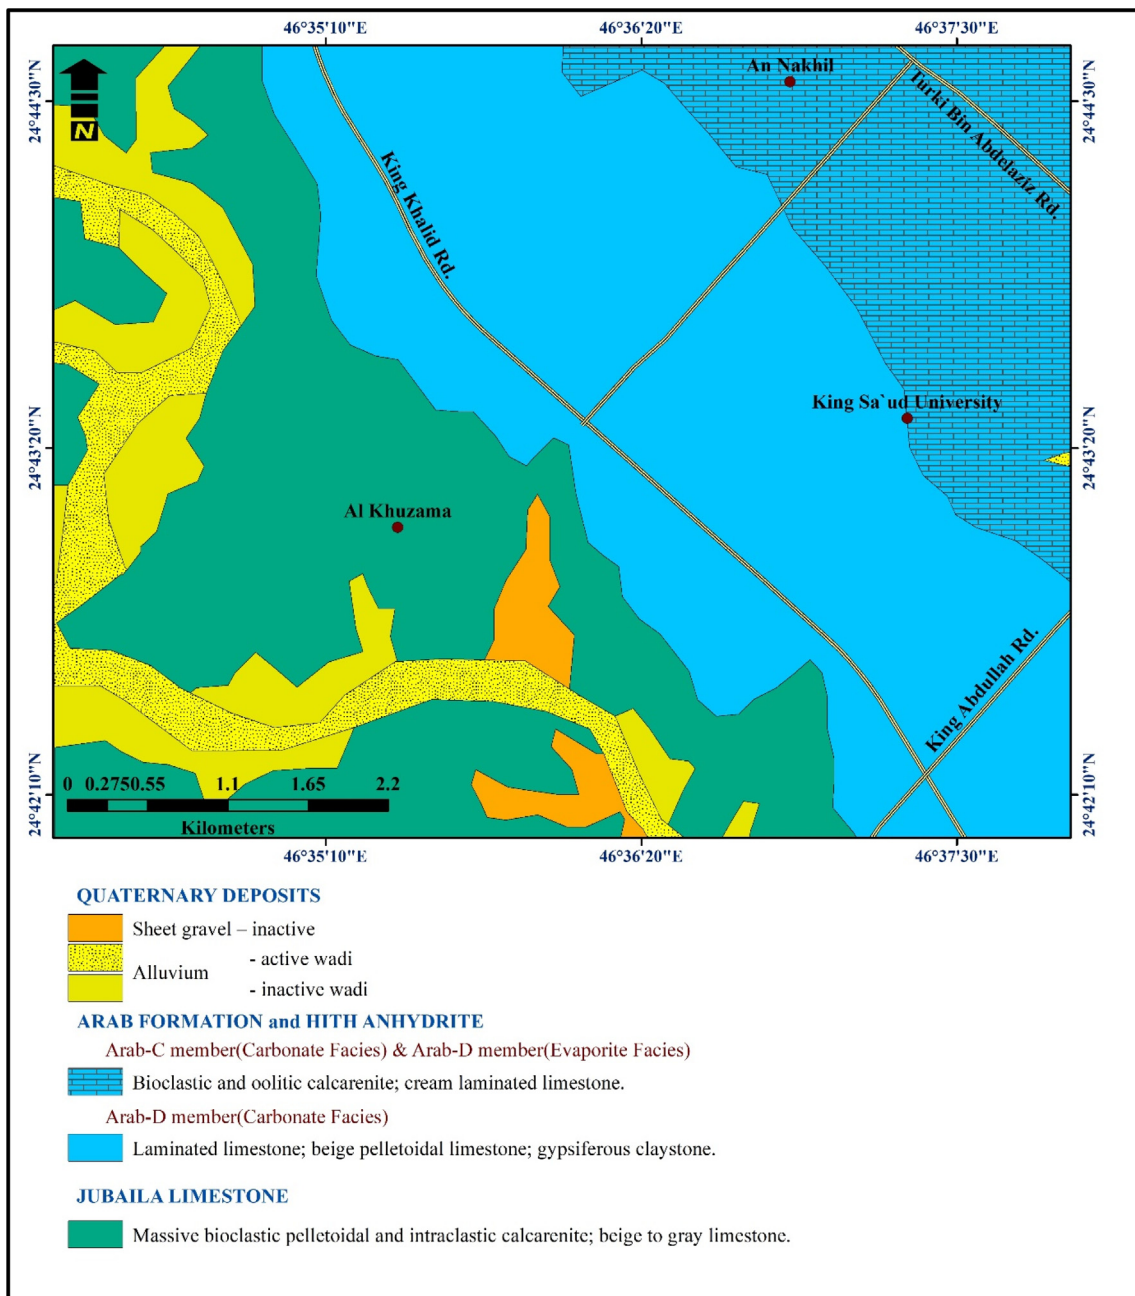 46°35'10"E 46°36'20"E 46°37'30"E
24°44'30"N
24°44'30"N
N
An Nakhil
Turki Bin Abdelaziz Rd.
King Khalid Rd.
King Sa`ud University
24°43'20"N
24°43'20"N
Al Khuzama
King Abdullah Rd.
24°42'10"N
24°42'10"N
0 0.275 0.55 1.1 1.65 2.2
Kilometers
46°35'10"E 46°36'20"E 46°37'30"E
QUATERNARY DEPOSITS
Sheet gravel – inactive
- active wadi
Alluvium
- inactive wadi
ARAB FORMATION and HITH ANHYDRITE
Arab-C member(Carbonate Facies) & Arab-D member(Evaporite Facies)
Bioclastic and oolitic calcarenite; cream laminated limestone.
Arab-D member(Carbonate Facies)
Laminated limestone; beige pelletoidal limestone; gypsiferous claystone.
JUBAILA LIMESTONE
Massive bioclastic pelletoidal and intraclastic calcarenite; beige to gray limestone.